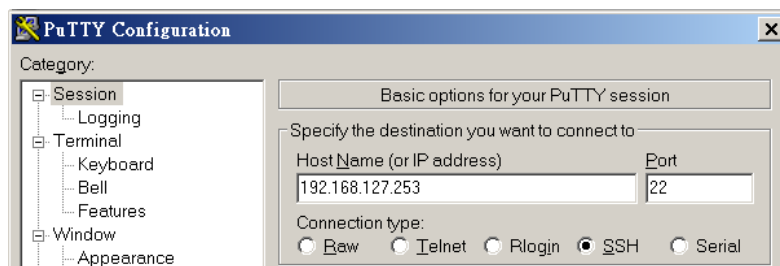 PuTTY Configuration
Category:
Session
Logging
Terminal
Keyboard
Bell
Features
Window
Appearance
Basic options for your PuTTY session
Specify the destination you want to connect to
Host Name (or IP address)
Port
192.168.127.253
22
Connection type:
Raw Telnet Rlogin SSH Serial